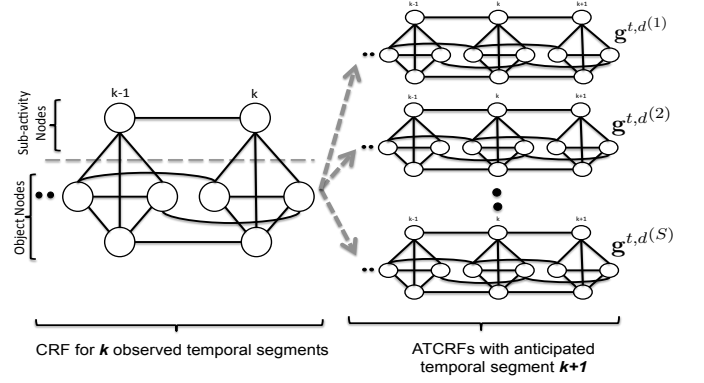 Sub-activity
Nodes
Object Nodes
k-1
k
CRF for k observed temporal segments
k-1
k
k+1
g^{t,d^{(1)}}
k-1
k
k+1
g^{t,d^{(2)}}
k-1
k
k+1
g^{t,d^{(S)}}
ATCRFs with anticipated
temporal segment k+1